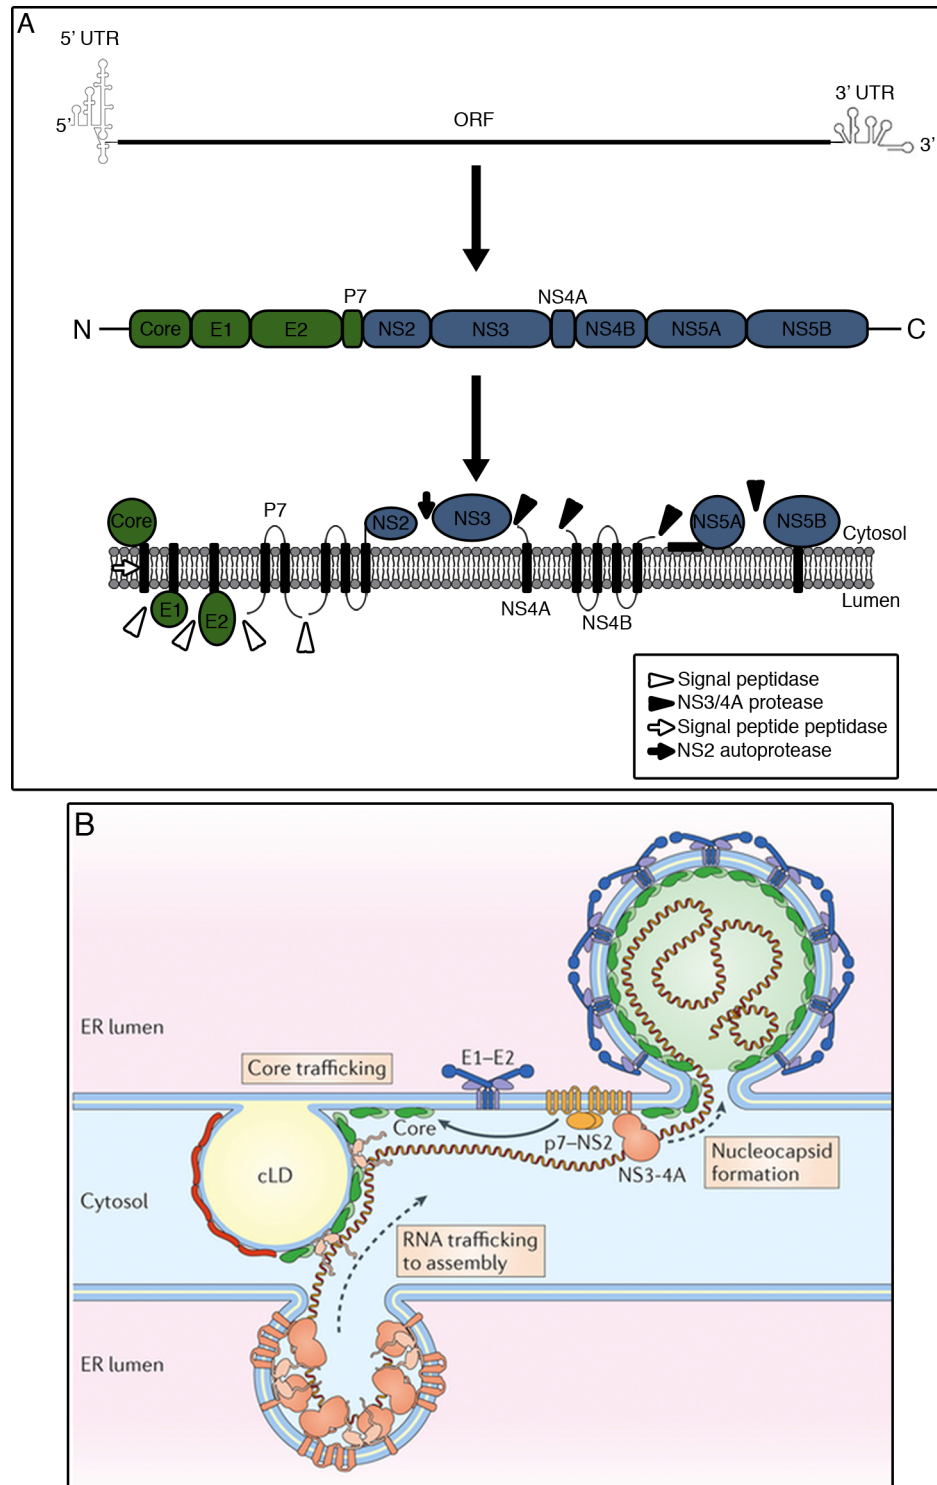 A
5' UTR
3' UTR
5'
ORF
3'
P7
NS4A
N
Core
E1
E2
NS2
NS3
NS4B
NS5A
NS5B
C
P7
Core
NS2
NS3
NS5A
NS5B
Cytosol
E1
E2
NS4A
NS4B
Lumen
Signal peptidase
NS3/4A protease
Signal peptide peptidase
NS2 autoprotease
B
ER lumen
Core trafficking
E1–E2
Core
p7–NS2
NS3-4A
Nucleocapsid
formation
cLD
Cytosol
RNA trafficking
to assembly
ER lumen